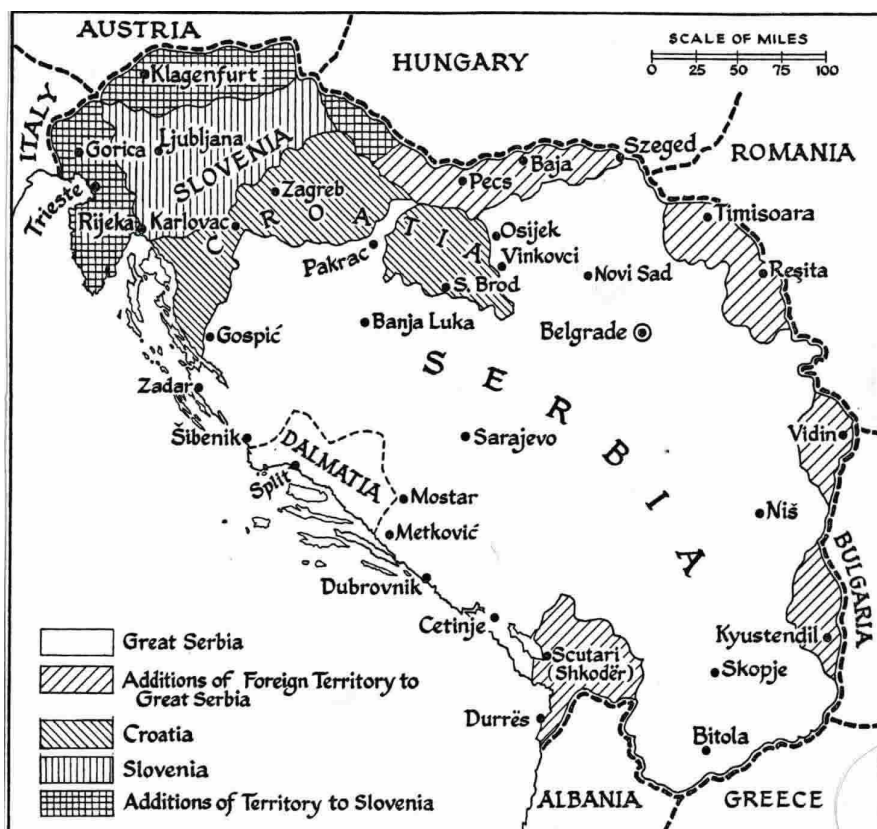 AUSTRIA
HUNGARY
SCALE OF MILES
0 25 50 75 100
ITALY
Klagenfurt
Gorica
Ljubljana
SLOVENIA
Szeged
ROMANIA
Baja
Pecs
Trieste
Zagreb
Rijeka
Karlovac
CROATIA
Timisoara
Osijek
Vinkovci
Pakrac
Novi Sad
Reşita
S. Brod
Gospić
Banja Luka
Belgrade
SERBIA
Zadar
Šibenik
Sarajevo
Vidin
DALMATIA
Split
Mostar
Niš
Metković
BULGARIA
Dubrovnik
Cetinje
Kyustendil
Scutari
(Shkodër)
Skopje
Durrës
Bitola
ALBANIA
GREECE
Great Serbia
Additions of Foreign Territory to
Great Serbia
Croatia
Slovenia
Additions of Territory to Slovenia